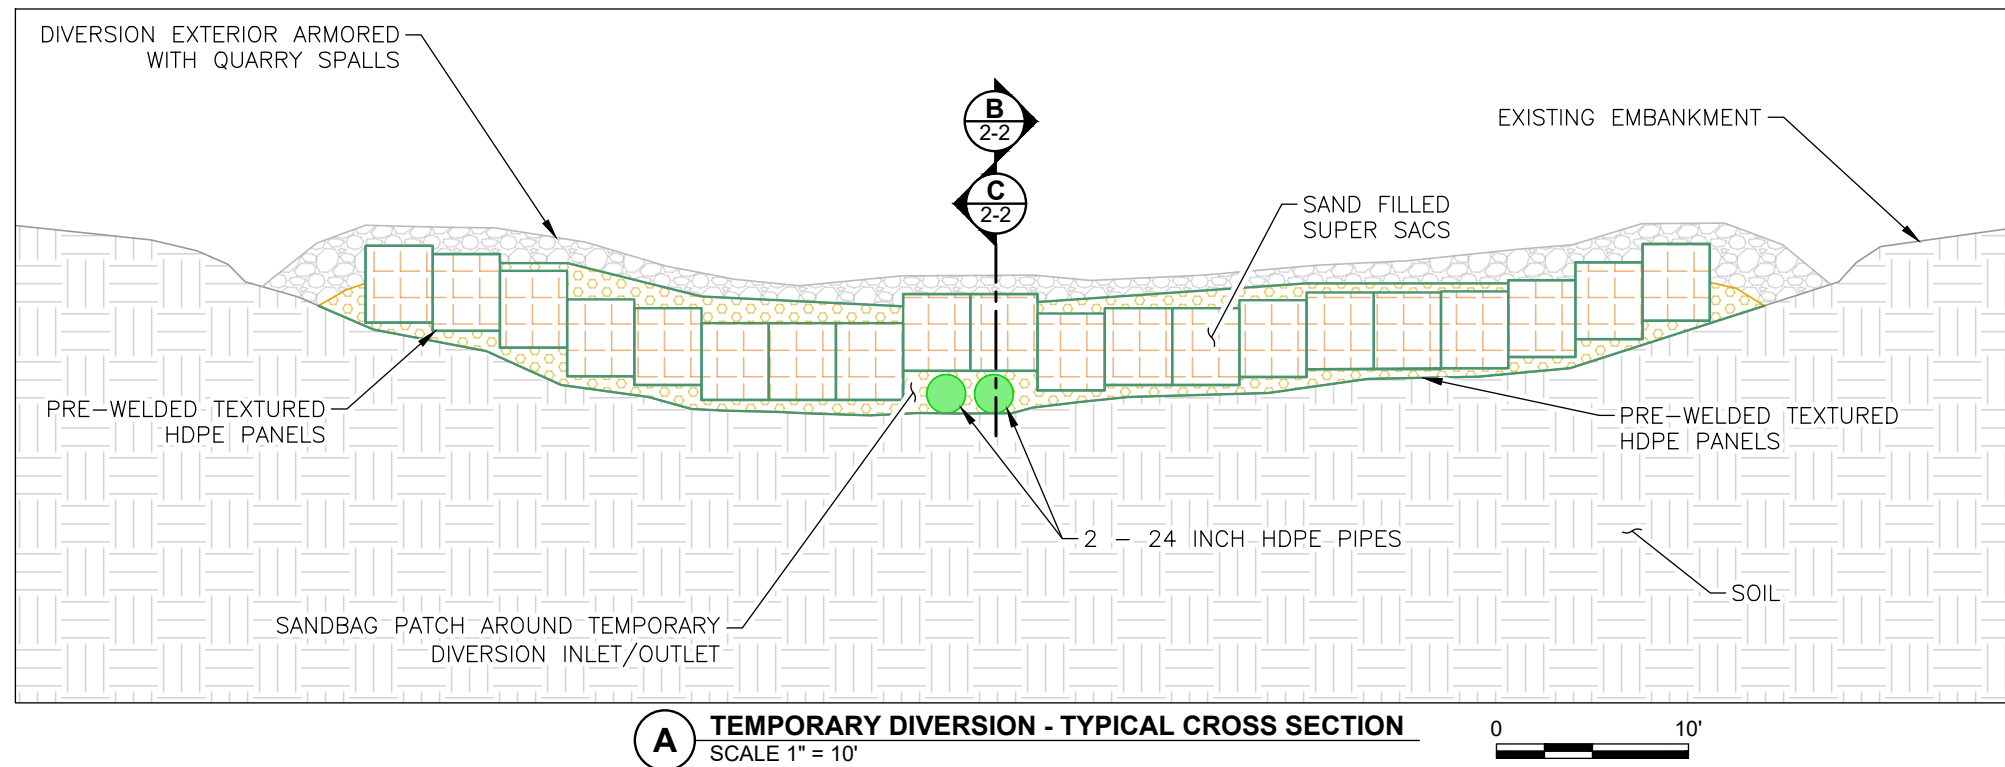 DIVERSION EXTERIOR ARMORED
WITH QUARRY SPALLS
B
2-2
C
2-2
EXISTING EMBANKMENT
SAND FILLED
SUPER SACS
PRE-WELDED TEXTURED
HDPE PANELS
PRE-WELDED TEXTURED
HDPE PANELS
2 - 24 INCH HDPE PIPES
SOIL
SANDBAG PATCH AROUND TEMPORARY
DIVERSION INLET/OUTLET
A
TEMPORARY DIVERSION - TYPICAL CROSS SECTION
SCALE 1" = 10'
0 10'